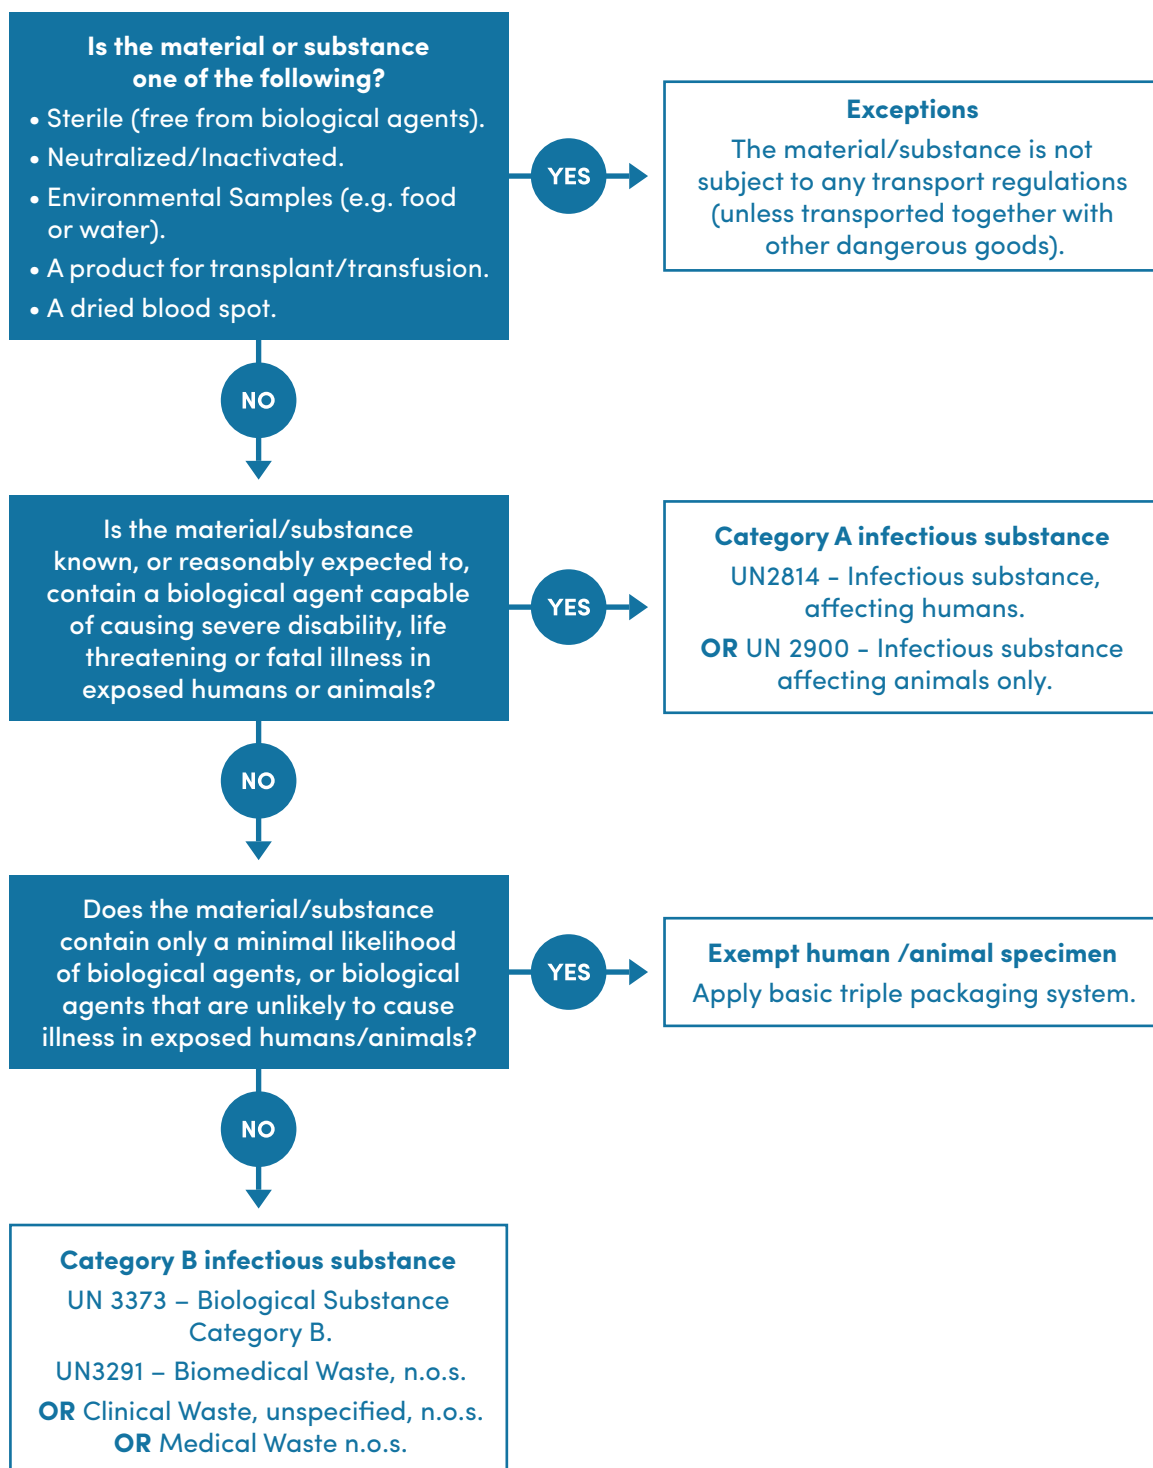 Is the material or substance
one of the following?
• Sterile (free from biological agents).
• Neutralized/Inactivated.
• Environmental Samples (e.g. food
or water).
• A product for transplant/transfusion.
• A dried blood spot.
YES
Exceptions
The material/substance is not
subject to any transport regulations
(unless transported together with
other dangerous goods).
NO
Is the material/substance
known, or reasonably expected to,
contain a biological agent capable
of causing severe disability, life
threatening or fatal illness in
exposed humans or animals?
YES
Category A infectious substance
UN2814 - Infectious substance,
affecting humans.
OR UN 2900 - Infectious substance
affecting animals only.
NO
Does the material/substance
contain only a minimal likelihood
of biological agents, or biological
agents that are unlikely to cause
illness in exposed humans/animals?
YES
Exempt human /animal specimen
Apply basic triple packaging system.
NO
Category B infectious substance
UN 3373 – Biological Substance
Category B.
UN3291 – Biomedical Waste, n.o.s.
OR Clinical Waste, unspecified, n.o.s.
OR Medical Waste n.o.s.